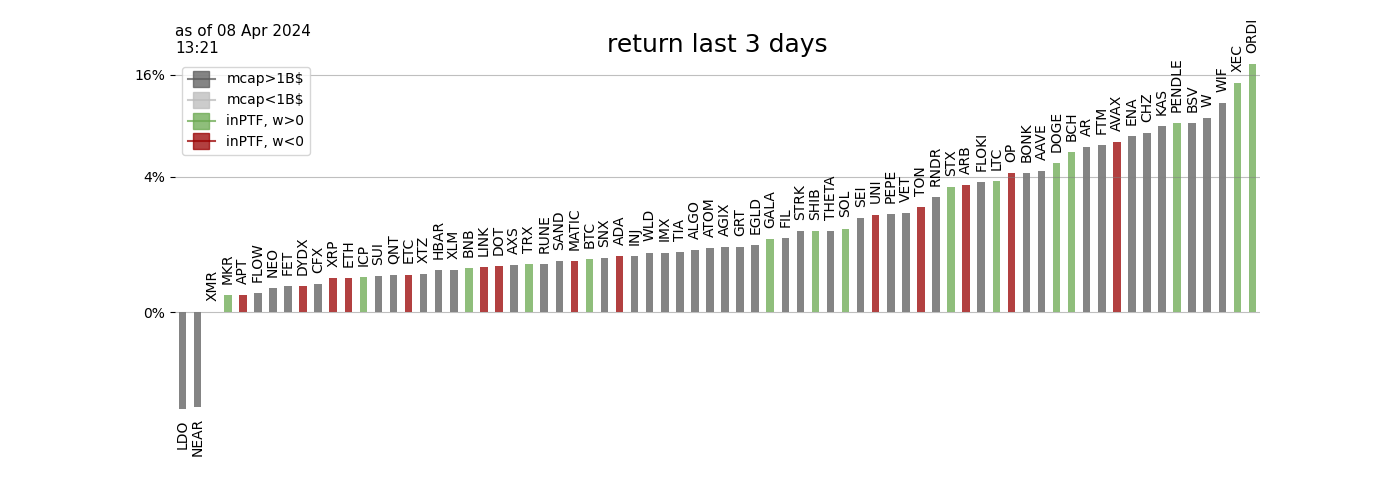 as of 08 Apr 2024
13:21
return last 3 days
mcap>1B$
mcap<1B$
inPTF, w>0
inPTF, w<0
16%
4%
0%
LDO
NEAR
XMR
MKR
APT
FLOW
NEO
FET
DYDX
CFX
XRP
ETH
ICP
SUI
QNT
ETC
XTZ
HBAR
XLM
BNB
LINK
DOT
AXS
TRX
RUNE
SAND
MATIC
BTC
SNX
ADA
INJ
WLD
IMX
TIA
ALGO
ATOM
AGIX
GRT
EGLD
GALA
FIL
STRK
SHIB
THETA
SOL
SEI
UNI
PEPE
VET
TON
RNDR
STX
ARB
FLOKI
LTC
OP
BONK
AAVE
DOGE
BCH
AR
FTM
AVAX
ENA
CHZ
KAS
PENDLE
BSV
W
WIF
XEC
ORDI